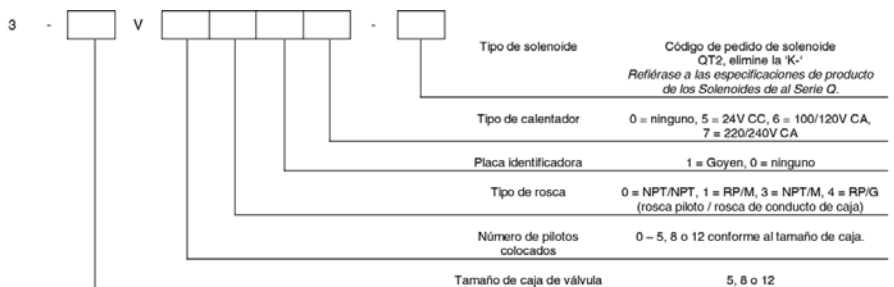 3 - V -
Tipo de solenoide
Código de pedido de solenoide
QT2, elimine la 'K-'
Refiérase a las especificaciones de producto
de los Solenoides de al Serie Q.
Tipo de calentador
0 = ninguno, 5 = 24V CC, 6 = 100/120V CA,
7 = 220/240V CA
Placa identificadora
1 = Goyen, 0 = ninguno
Tipo de rosca
0 = NPT/NPT, 1 = RP/M, 3 = NPT/M, 4 = RP/G
(rosca piloto / rosca de conducto de caja)
Número de pilotos
colocados
0 – 5, 8 o 12 conforme al tamaño de caja.
Tamaño de caja de válvula
5, 8 o 12